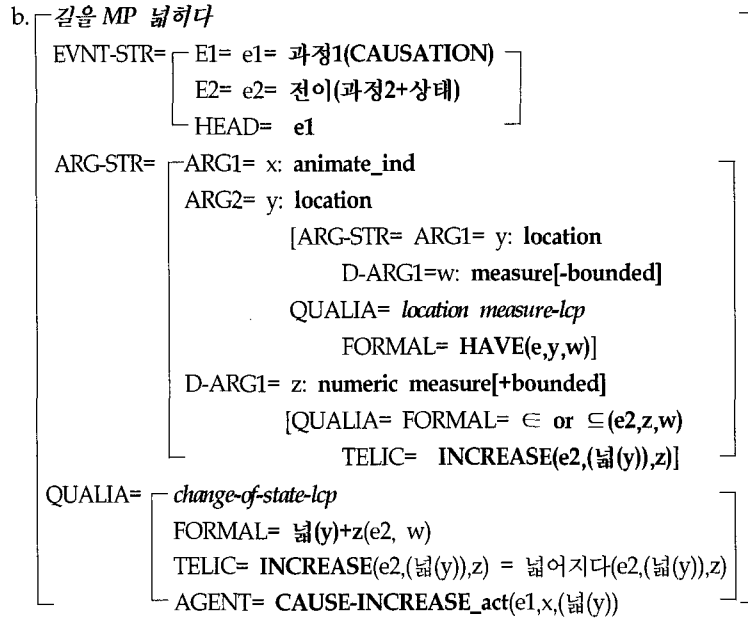 b. 길을 MP 넓히다
EVNT-STR= E1= e1= 과정1(CAUSATION)
E2= e2= 전이(과정2+상태)
HEAD= e1
ARG-STR= ARG1= x: animate_ind
ARG2= y: location
[ARG-STR= ARG1= y: location
D-ARG1=w: measure[-bounded]
QUALIA= location measure-lcp
FORMAL= HAVE(e,y,w)]
D-ARG1= z: numeric measure[+bounded]
[QUALIA= FORMAL= ∈ or ⊆(e2,z,w)
TELIC= INCREASE(e2,(넓(y)),z)]
QUALIA= change-of-state-lcp
FORMAL= 넓(y)+z(e2, w)
TELIC= INCREASE(e2,(넓(y)),z) = 넓어지다(e2,(넓(y)),z)
AGENT= CAUSE-INCREASE_act(e1,x,(넓(y))